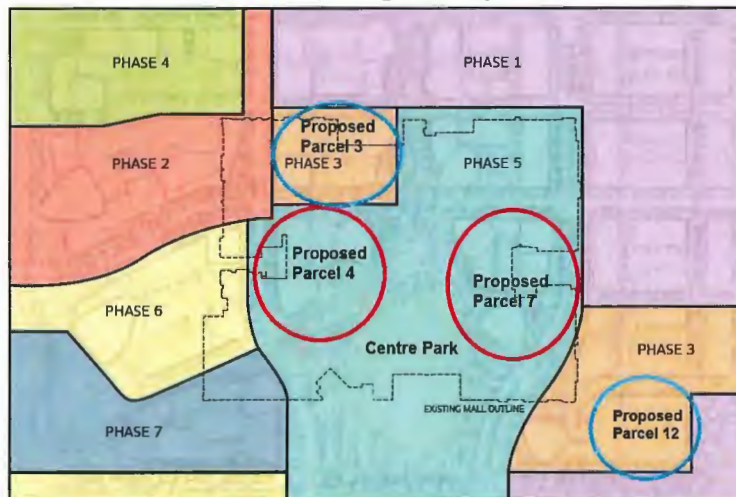 PHASE 4
PHASE 1
Proposed
Parcel 3
PHASE 2
PHASE 3
PHASE 5
Proposed
Parcel 4
Proposed
Parcel 7
PHASE 6
Centre Park
PHASE 3
EXISTING MALL OUTLINE
Proposed
Parcel 12
PHASE 7